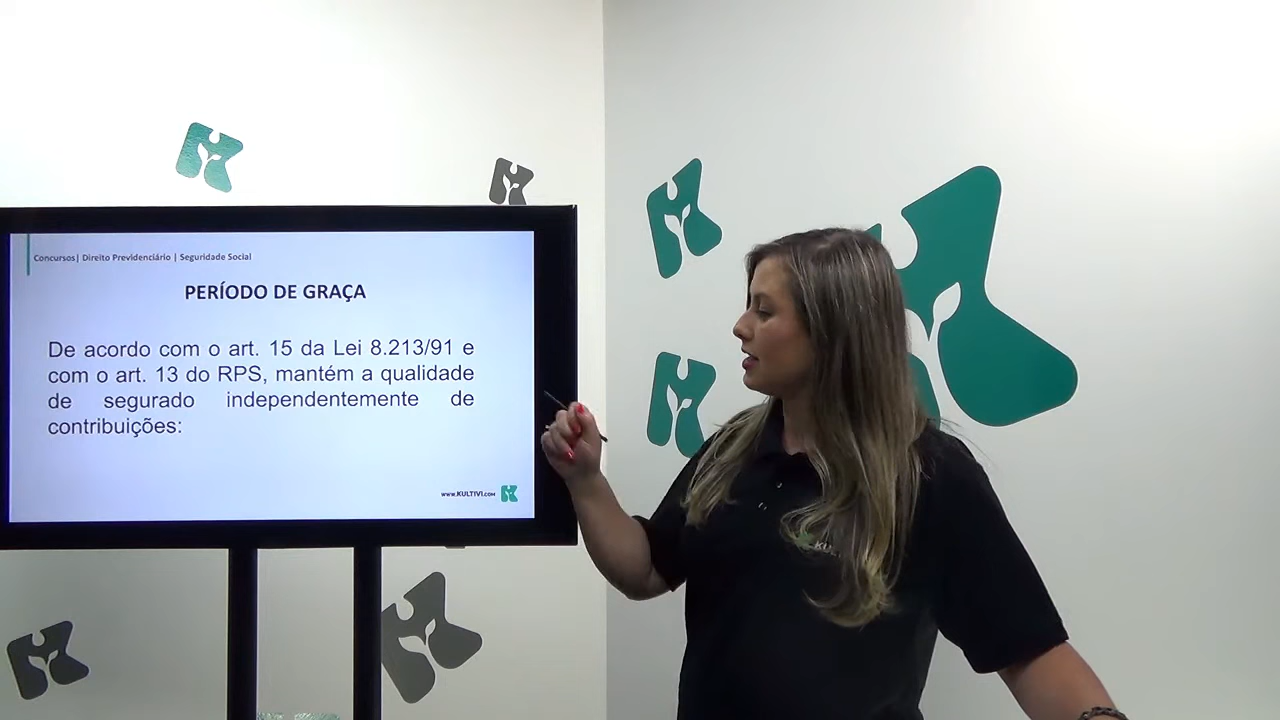 Concursos| Direito Previdenciário | Seguridade Social
PERÍODO DE GRAÇA
De acordo com o art. 15 da Lei 8.213/91 e
com o art. 13 do RPS, mantém a qualidade
de segurado independentemente de
contribuições:
www.KULTIVI.COM